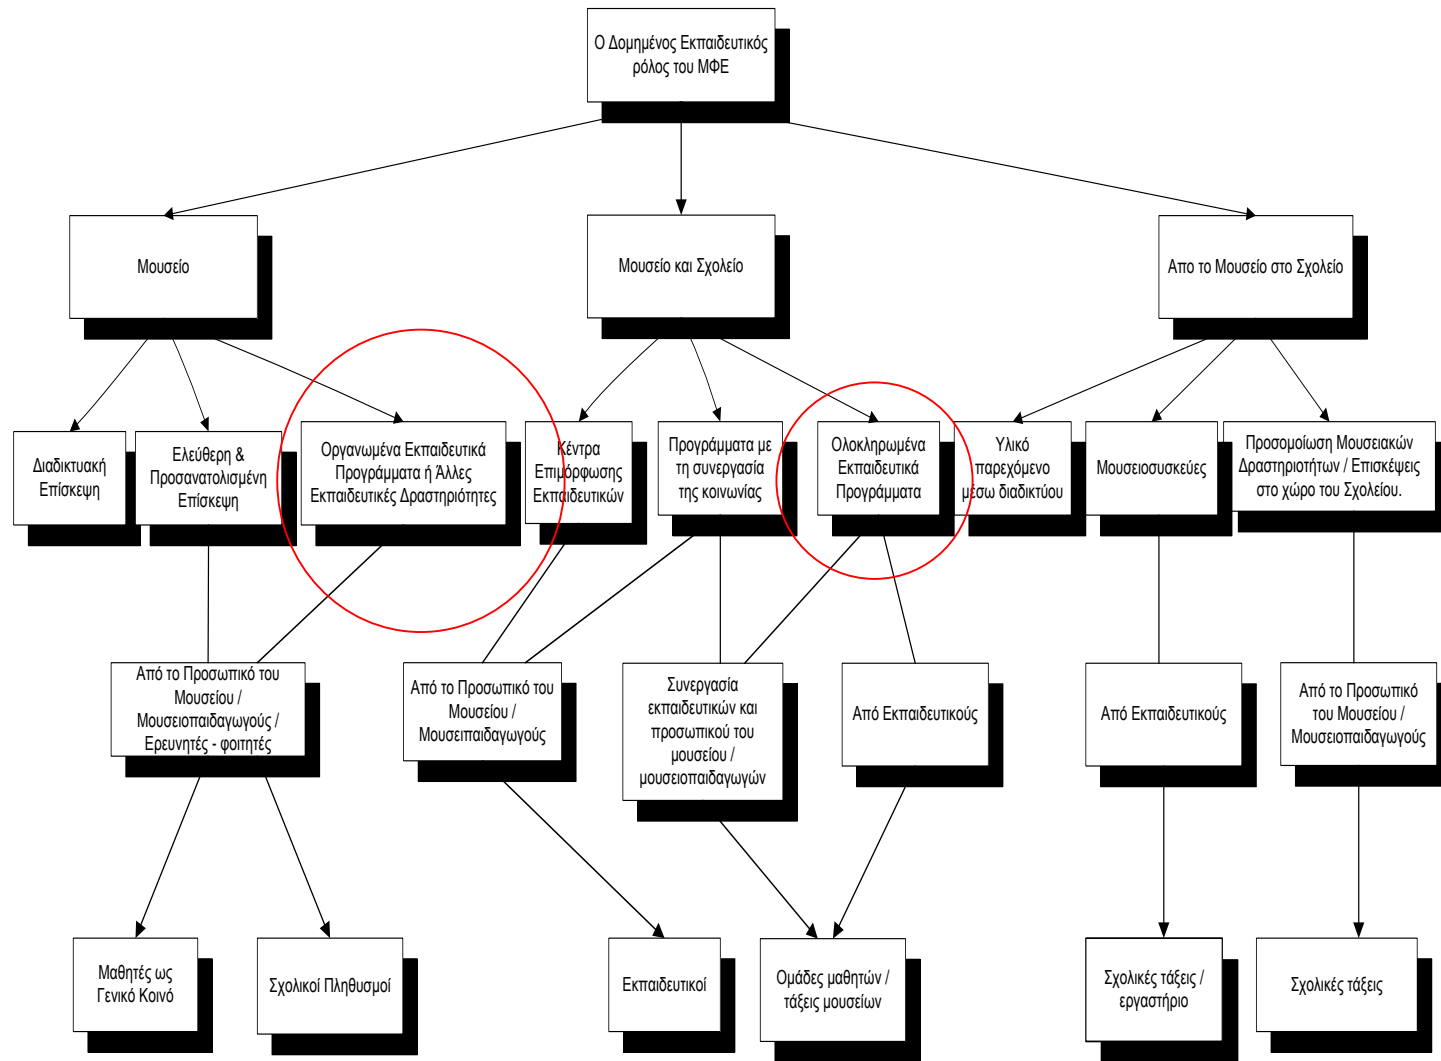 Ο Δομημένος Εκπαιδευτικός
ρόλος του ΜΦΕ
Μουσείο
Μουσείο και Σχολείο
Απο το Μουσείο στο Σχολείο
Διαδικτυακή
Επίσκεψη
Ελεύθερη &
Προσανατολισμένη
Επίσκεψη
Οργανωμένα Εκπαιδευτικά
Προγράμματα ή Άλλες
Εκπαιδευτικές Δραστηριότητες
Κέντρα
Επιμόρφωσης
Εκπαιδευτικών
Προγράμματα με
τη συνεργασία
της κοινωνίας
Ολοκληρωμένα
Εκπαιδευτικά
Προγράμματα
Υλικό
παρεχόμενο
μέσω διαδικτύου
Μουσειοσυσκεύες
Προσομοίωση Μουσειακών
Δραστηριοτήτων / Επισκέψεις
στο χώρο του Σχολείου.
Από το Προσωπικό του
Μουσείου /
Μουσειοπαιδαγωγούς /
Ερευνητές - φοιτητές
Από το Προσωπικό του
Μουσείου /
Μουσειπαιδαγωγούς
Συνεργασία
εκπαιδευτικών και
προσωπικού του
μουσείου /
μουσειοπαιδαγωγών
Από Εκπαιδευτικούς
Από Εκπαιδευτικούς
Από το Προσωπικό
του Μουσείου /
Μουσειοπαιδαγωγούς
Μαθητές ως
Γενικό Κοινό
Σχολικοί Πληθυσμοί
Εκπαιδευτικοί
Ομάδες μαθητών /
τάξεις μουσείων
Σχολικές τάξεις /
εργαστήριο
Σχολικές τάξεις